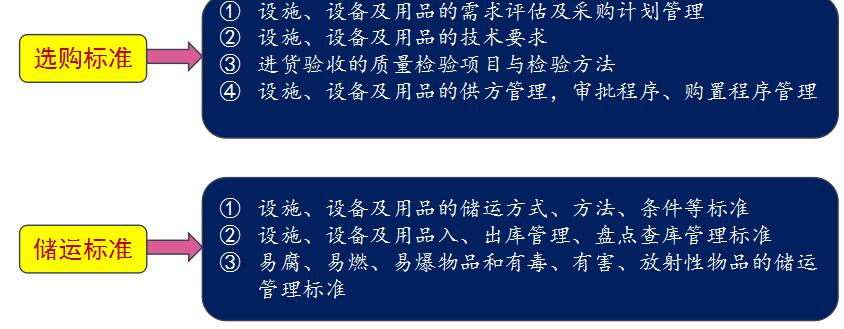 选购标准
① 设施、设备及用品的需求评估及采购计划管理
② 设施、设备及用品的技术要求
③ 进货验收的质量检验项目与检验方法
④ 设施、设备及用品的供方管理，审批程序、购置程序管理
储运标准
① 设施、设备及用品的储运方式、方法、条件等标准
② 设施、设备及用品入、出库管理、盘点查库管理标准
③ 易腐、易燃、易爆物品和有毒、有害、放射性物品的储运
管理标准